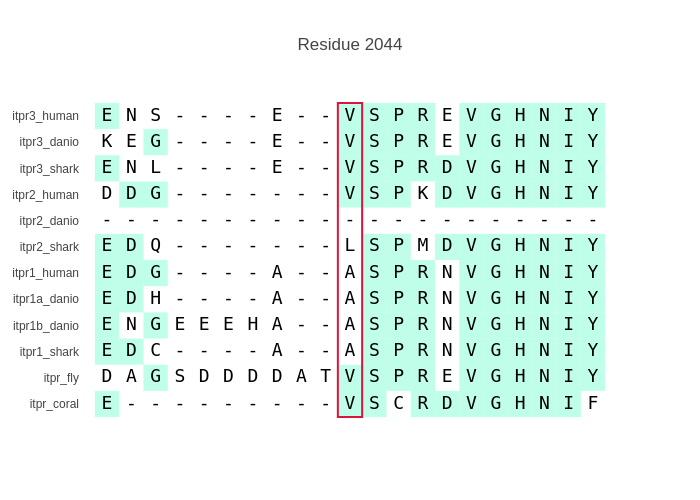 Residue 2044
itpr3_human E N S - - - - E - - V S P R E V G H N I Y
itpr3_danio K E G - - - - E - - V S P R E V G H N I Y
itpr3_shark E N L - - - - E - - V S P R D V G H N I Y
itpr2_human D D G - - - - - - - V S P K D V G H N I Y
itpr2_danio - - - - - - - - - - - - - - - - - - - - -
itpr2_shark E D Q - - - - - - - L S P M D V G H N I Y
itpr1_human E D G - - - - A - - A S P R N V G H N I Y
itpr1a_danio E D H - - - - A - - A S P R N V G H N I Y
itpr1b_danio E N G E E E H A - - A S P R N V G H N I Y
itpr1_shark E D C - - - - A - - A S P R N V G H N I Y
itpr_fly D A G S D D D D A T V S P R E V G H N I Y
itpr_coral E - - - - - - - - - V S C R D V G H N I F